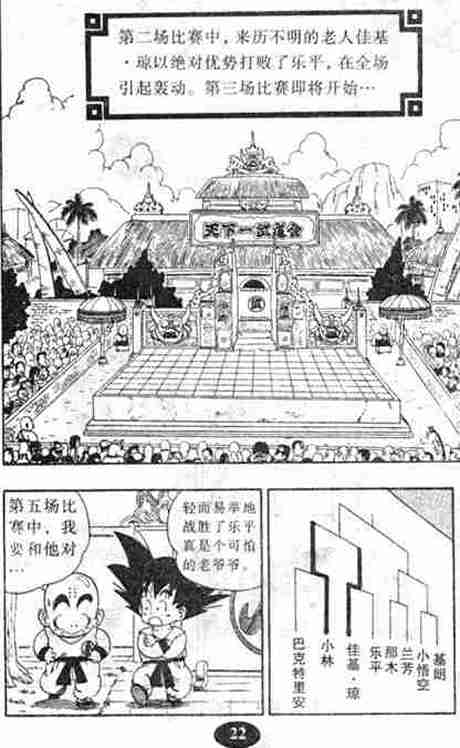 第二场比赛中，来历不明的老人佳基
·琼以绝对优势打败了乐平，在全场
引起轰动。第三场比赛即将开始…
天下一武道会
武
第五场比
赛中，我
要和他对
…
轻而易举地
战胜了乐平
真是个可怕
的老爷爷。
巴克特里安
小林
佳基·琼
乐平
那木
兰芳
小悟空
基朗
22